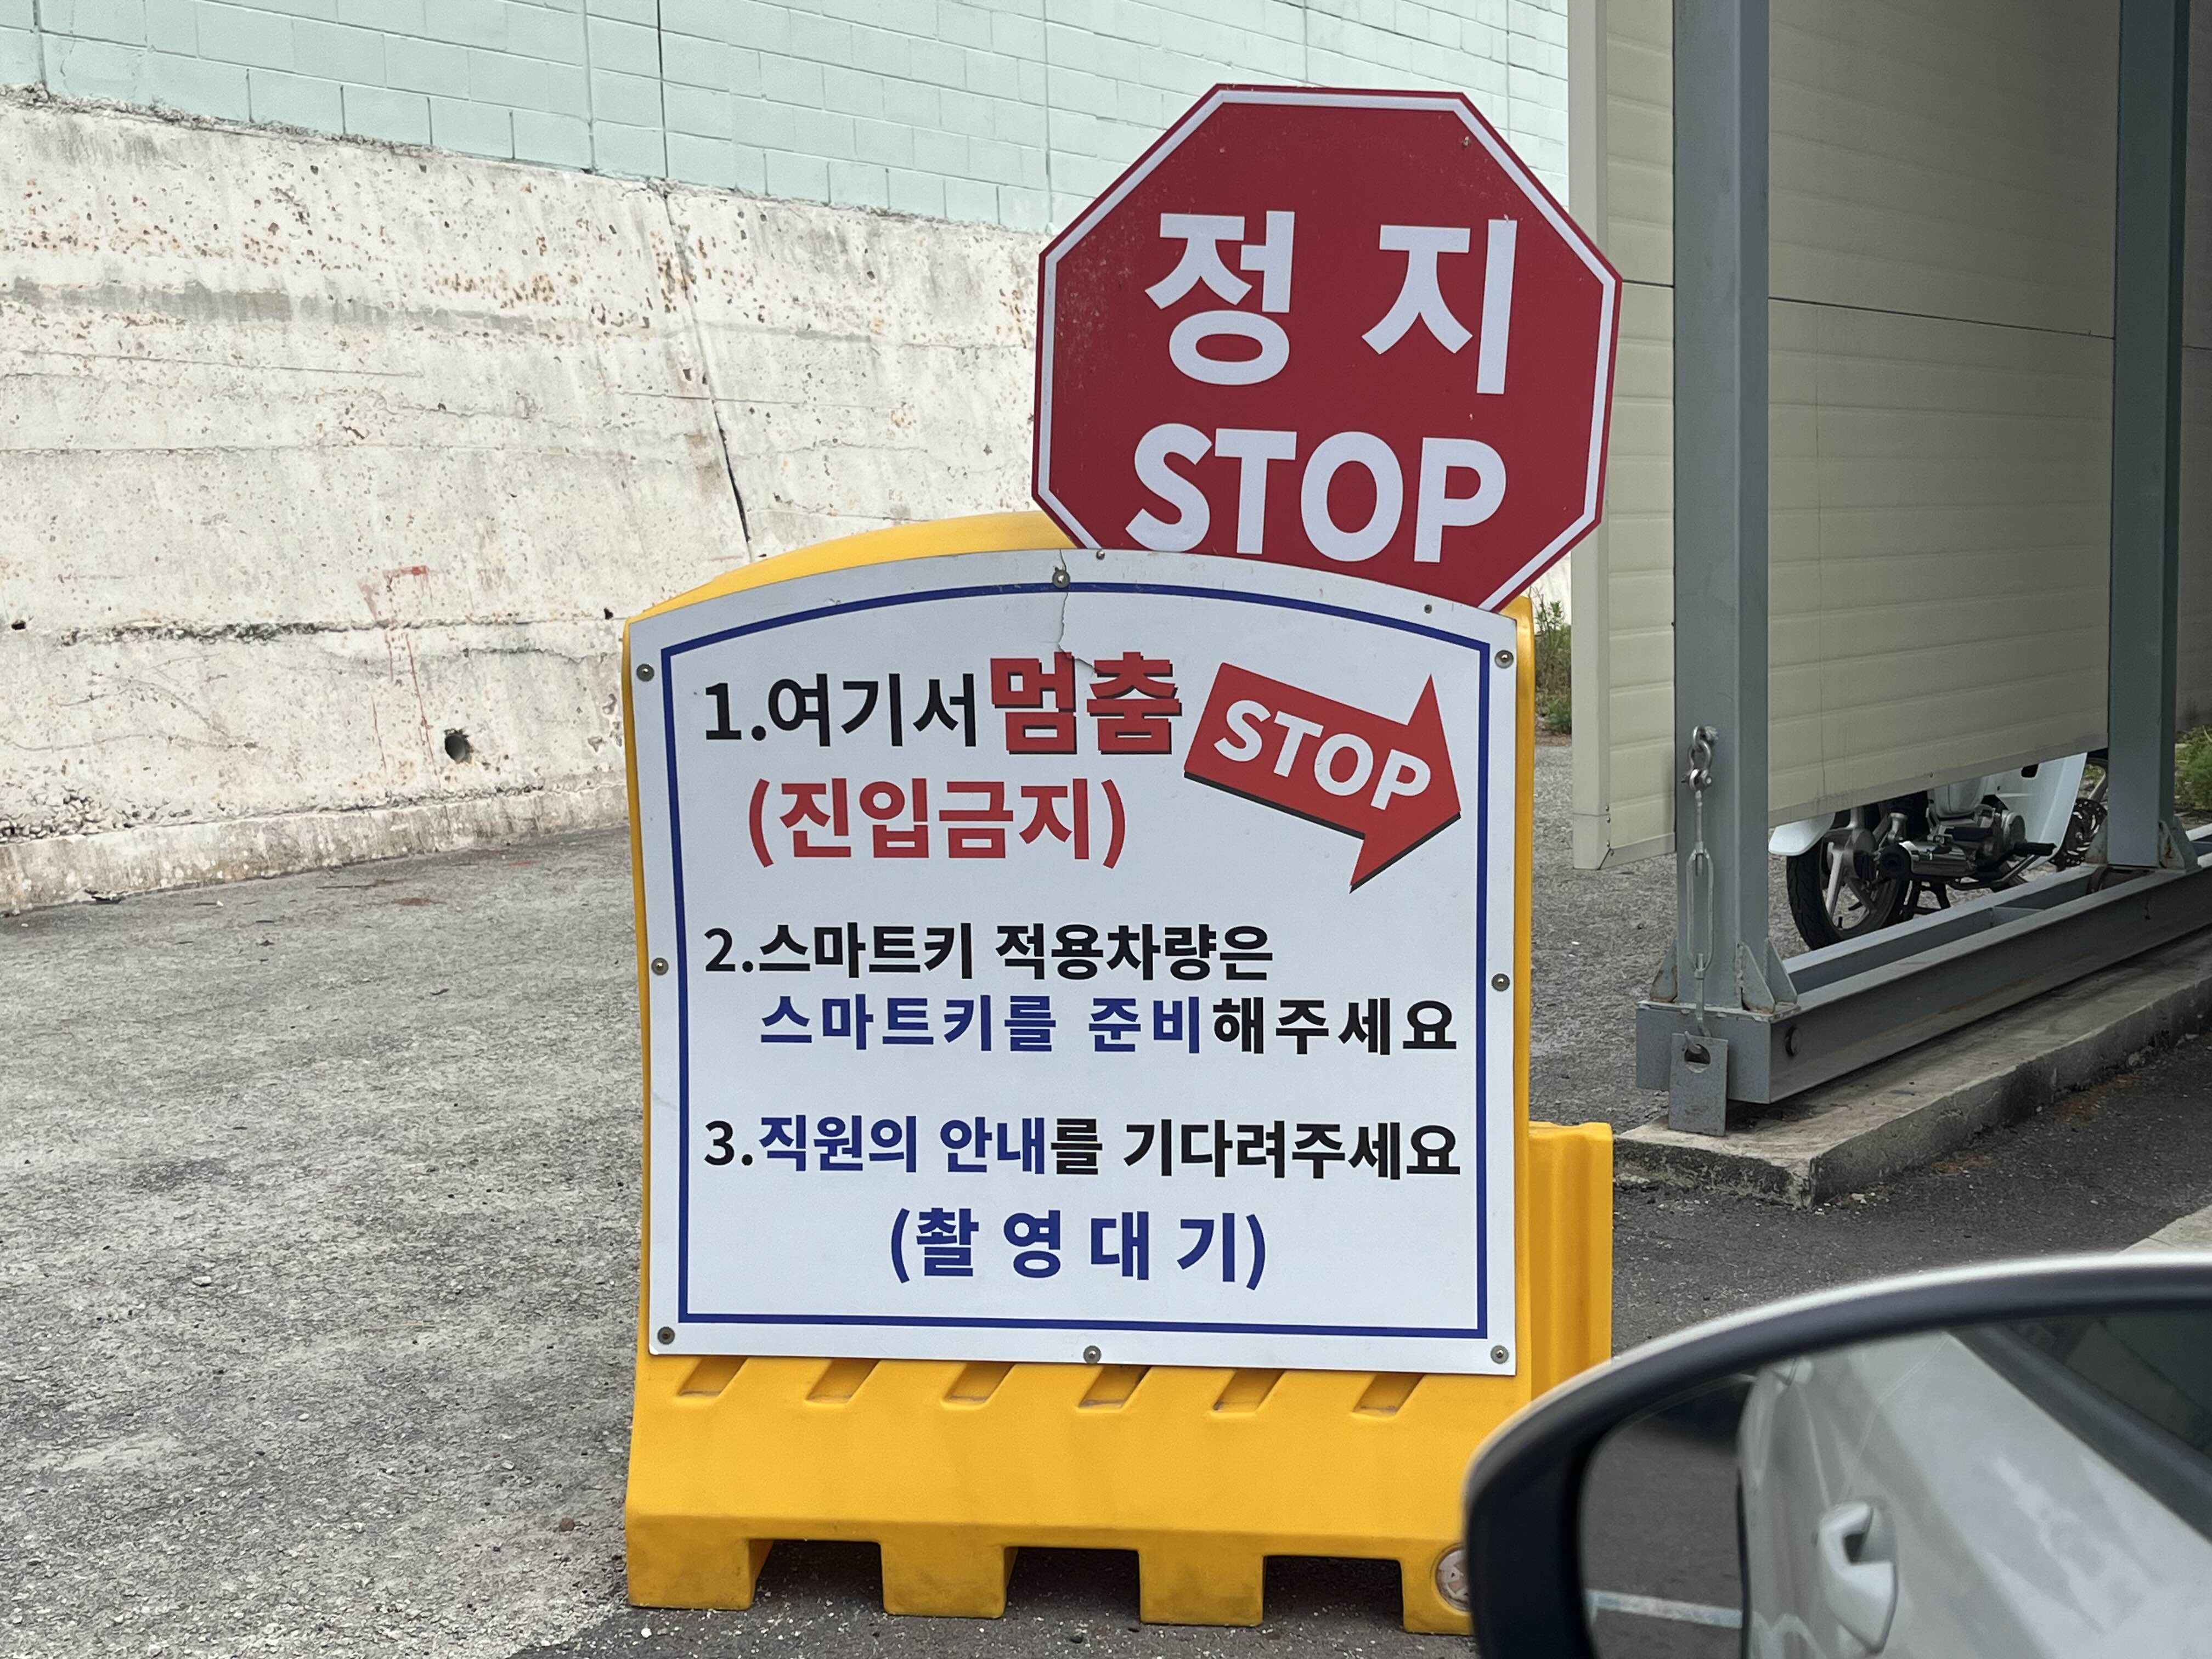 정 지
STOP
1.여기서 멈춤 STOP
(진입금지)
2.스마트키 적용차량은
스마트키를 준비해주세요
3.직원의 안내를 기다려주세요
(촬 영 대 기)